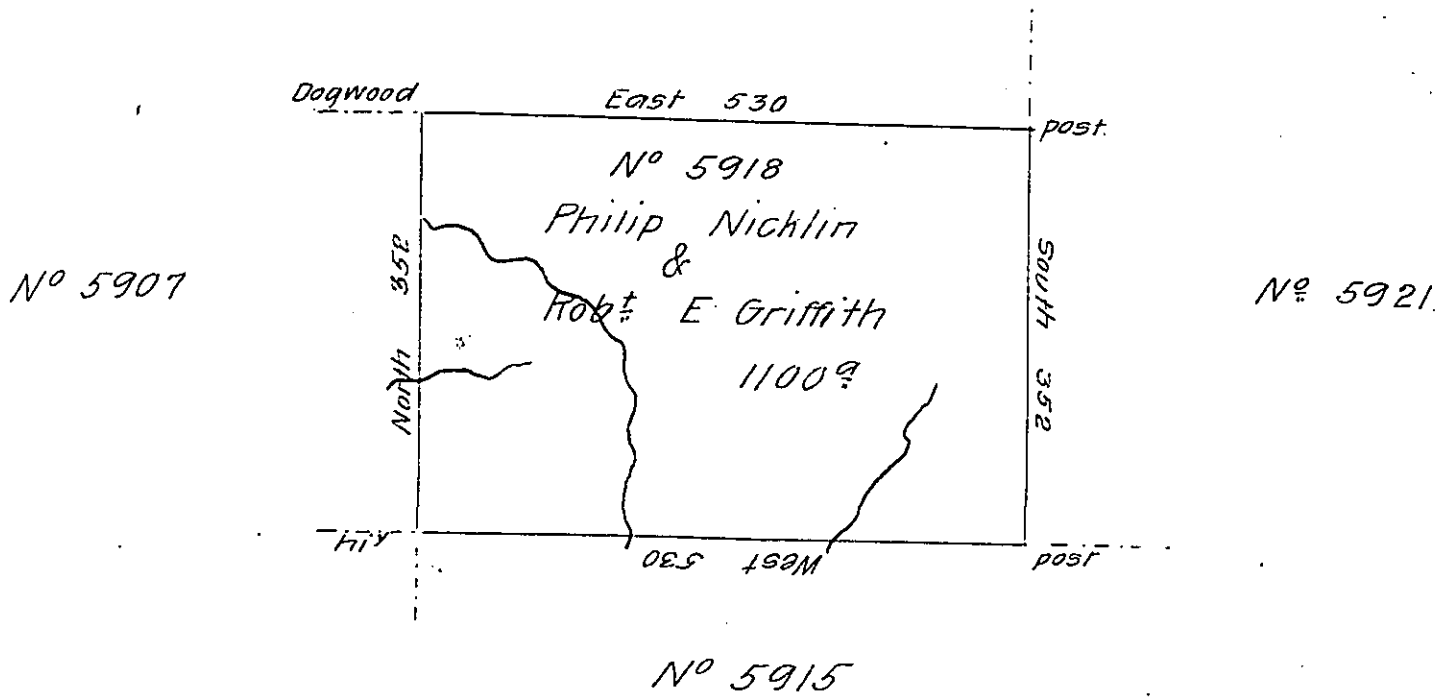 Dogwood East 530 post.
Nº 5918
Philip Nicklin
&
Robt E Griffith
1100a
Nº 5907
North 352
South 352
Nº 5921.
West 530
post
Nº 5915